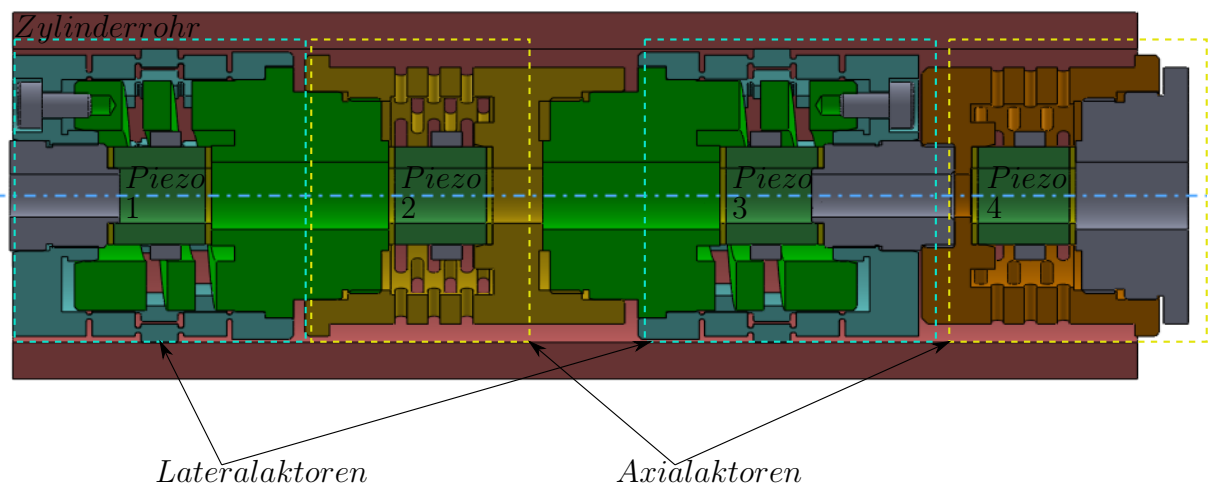 Zylinderrohr
Piezo
1
Piezo
2
Piezo
3
Piezo
4
Lateralaktoren
Axialaktoren